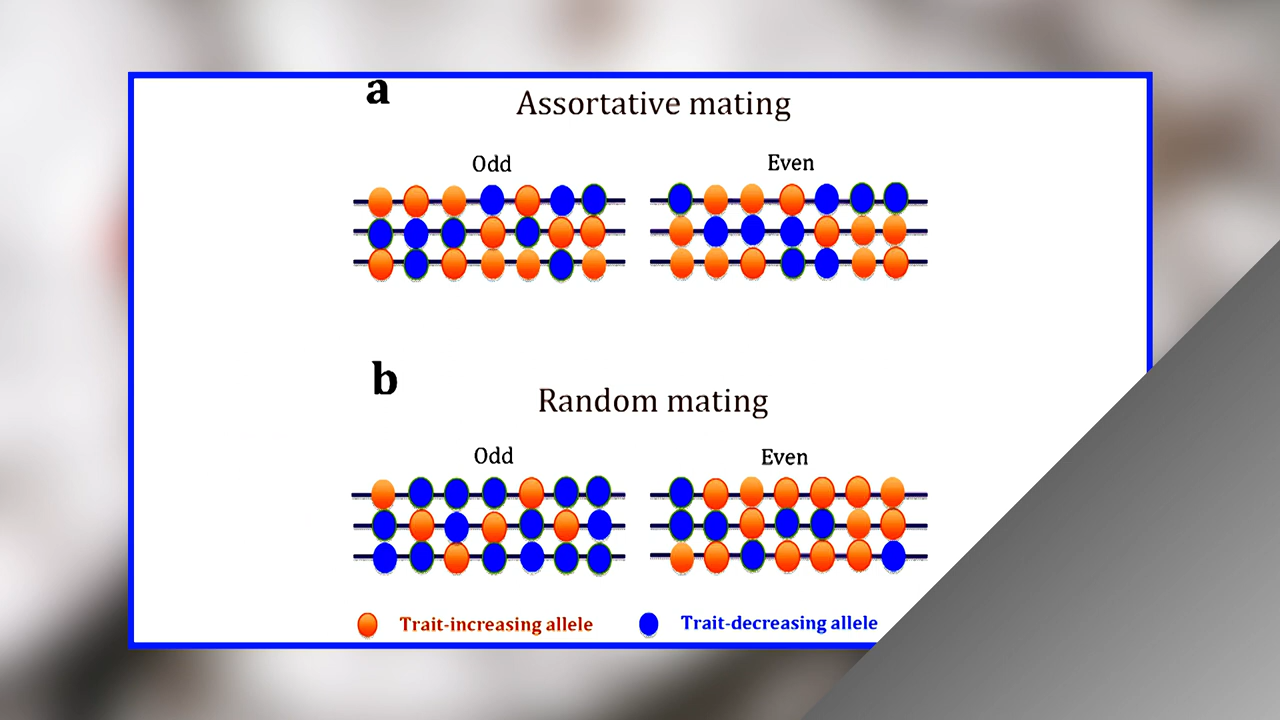 a
Assortative mating
Odd Even
b
Random mating
Odd Even
Trait-increasing allele Trait-decreasing allele